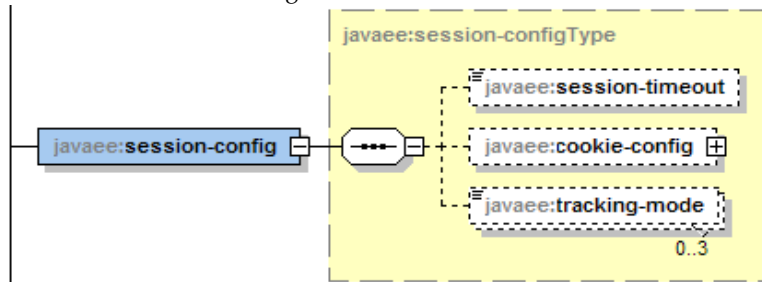 javaee:session-configType
javaee:session-timeout
javaee:session-config
javaee:cookie-config
javaee:tracking-mode
0..3